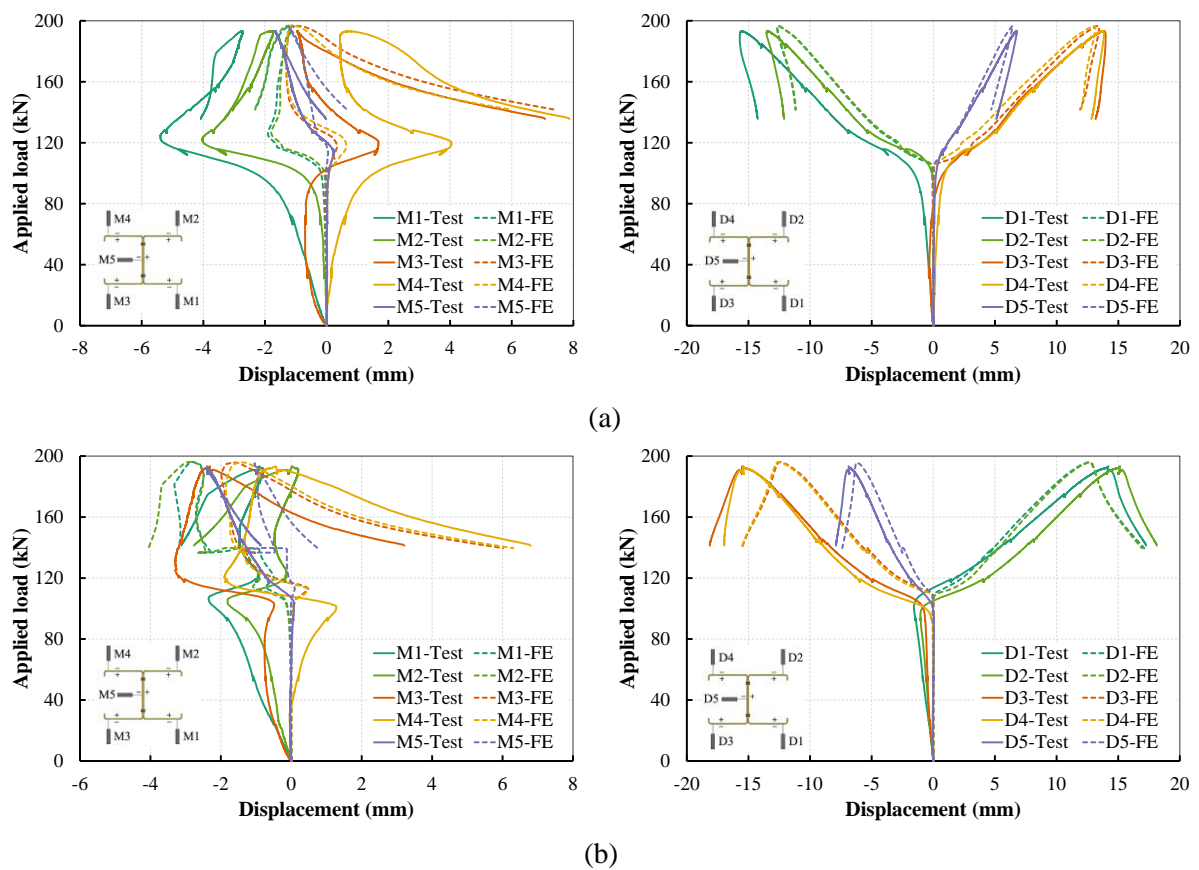 200
160
120
80
40
0
Applied load (kN)
-8 -6 -4 -2 0 2 4 6 8
Displacement (mm)
M4 M2
M5
M3 M1
M1-Test M1-FE
M2-Test M2-FE
M3-Test M3-FE
M4-Test M4-FE
M5-Test M5-FE
200
160
120
80
40
0
Applied load (kN)
-20 -15 -10 -5 0 5 10 15 20
Displacement (mm)
D4 D2
D5
D3 D1
D1-Test D1-FE
D2-Test D2-FE
D3-Test D3-FE
D4-Test D4-FE
D5-Test D5-FE
(a)
200
160
120
80
40
0
Applied load (kN)
-6 -4 -2 0 2 4 6 8
Displacement (mm)
M4 M2
M5
M3 M1
M1-Test M1-FE
M2-Test M2-FE
M3-Test M3-FE
M4-Test M4-FE
M5-Test M5-FE
200
160
120
80
40
0
Applied load (kN)
-20 -15 -10 -5 0 5 10 15 20
Displacement (mm)
D4 D2
D5
D3 D1
D1-Test D1-FE
D2-Test D2-FE
D3-Test D3-FE
D4-Test D4-FE
D5-Test D5-FE
(b)